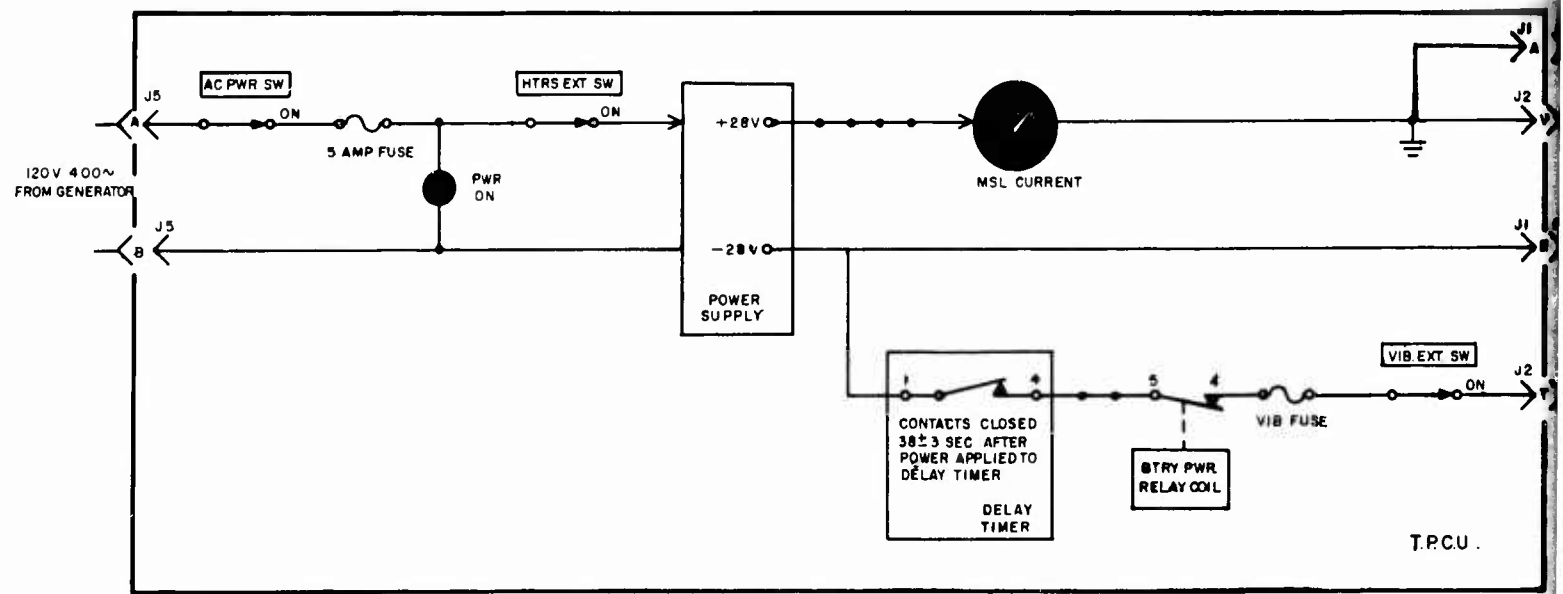 J1
A
J5
AC PWR SW
HTRS EXT SW
J2
A
ON
ON
+28V
V
5 AMP FUSE
120V 400~
FROM GENERATOR
PWR
ON
MSL CURRENT
J5
J1
B
-28V
POWER
SUPPLY
VIB. EXT SW
1
4
5
4
ON
J2
T
CONTACTS CLOSED
38±3 SEC AFTER
POWER APPLIED TO
DELAY TIMER
VIB FUSE
BTRY PWR
RELAY COIL
DELAY
TIMER
T.P.C.U.